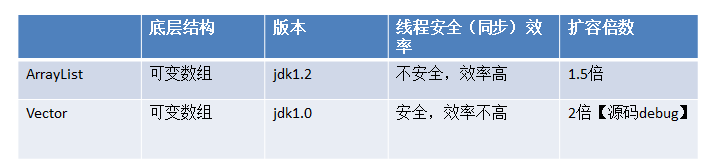 底层结构 版本 线程安全（同步）效率 扩容倍数
ArrayList 可变数组 jdk1.2 不安全，效率高 1.5倍
Vector 可变数组 jdk1.0 安全，效率不高 2倍【源码debug】